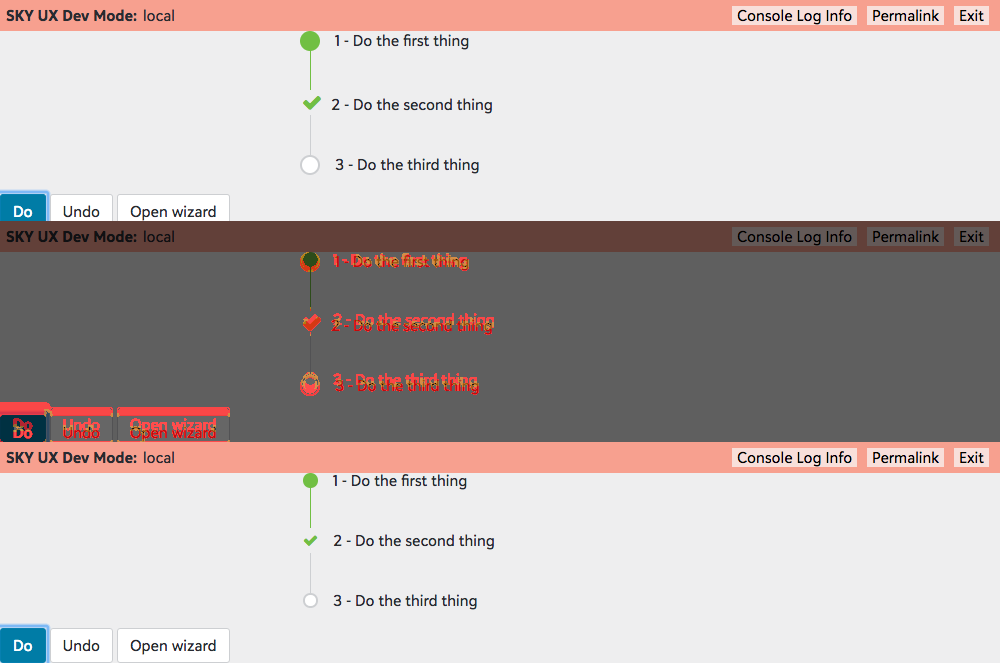 SKY UX Dev Mode: local Console Log Info Permalink Exit
1 - Do the first thing
2 - Do the second thing
3 - Do the third thing
Do Undo Open wizard
SKY UX Dev Mode: local Console Log Info Permalink Exit
1 - Do the first thing
2 - Do the second thing
3 - Do the third thing
Do Undo Open wizard
SKY UX Dev Mode: local Console Log Info Permalink Exit
1 - Do the first thing
2 - Do the second thing
3 - Do the third thing
Do Undo Open wizard